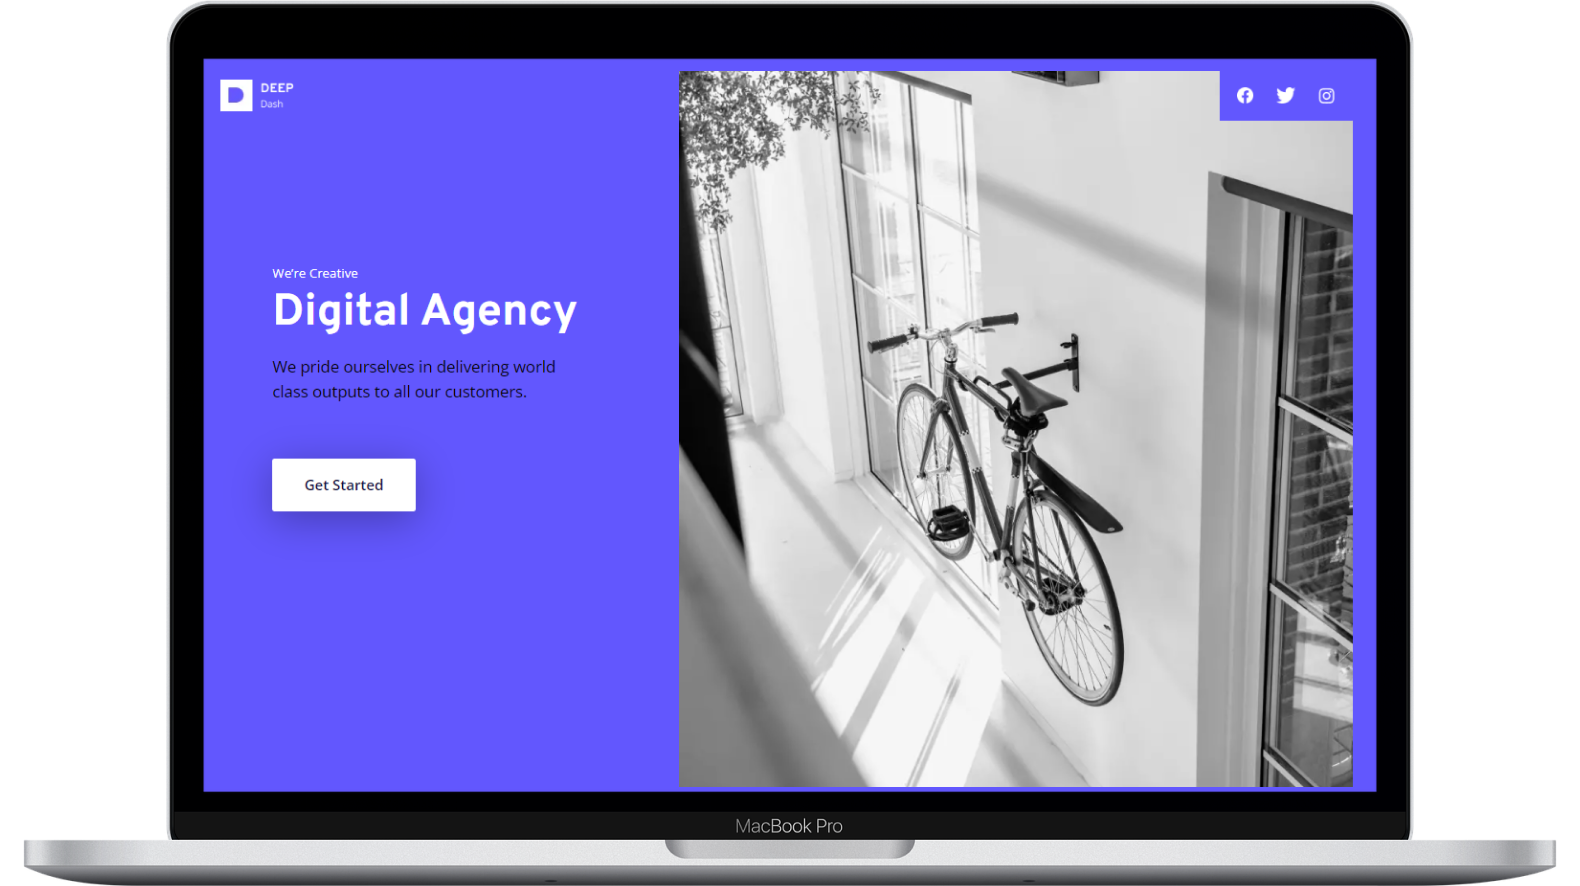 DEEP
Dash
We're Creative
Digital Agency
We pride ourselves in delivering world
class outputs to all our customers.
Get Started
MacBook Pro